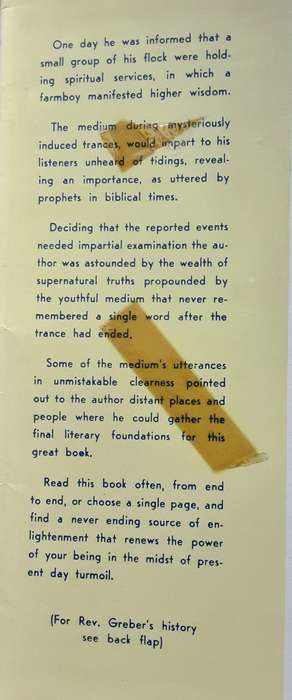 One day he was informed that a
small group of his flock were hold-
ing spiritual services, in which a
farmboy manifested higher wisdom.
The medium during mysteriously
induced trances, would impart to his
listeners unheard of tidings, reveal-
ing an importance, as uttered by
prophets in biblical times.
Deciding that the reported events
needed impartial examination the au-
thor was astounded by the wealth of
supernatural truths propounded by
the youthful medium that never re-
membered a single word after the
trance had ended.
Some of the medium's utterances
in unmistakable clearness pointed
out to the author distant places and
people where he could gather the
final literary foundations for this
great book.
Read this book often, from end
to end, or choose a single page, and
find a never ending source of en-
lightenment that renews the power
of your being in the midst of pres-
ent day turmoil.
(For Rev. Greber's history
see back flap)